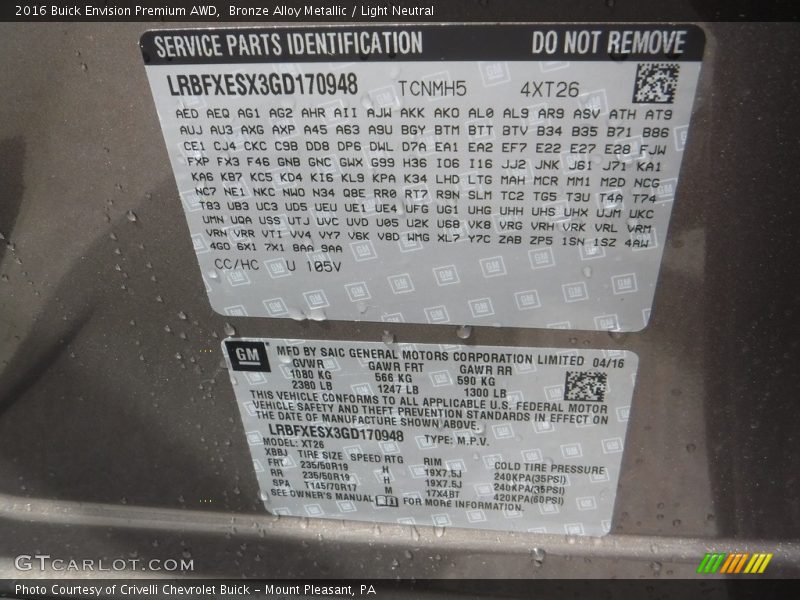 2016 Buick Envision Premium AWD,  Bronze Alloy Metallic / Light Neutral
SERVICE PARTS IDENTIFICATION DO NOT REMOVE
LRBFXESX3GD170948 TCNMH5 4XT26
AED AEQ AG1 AG2 AHR AII AJW AKK AKO AL0 AL9 AR9 ASV ATH AT9
AUJ AU3 AXG AXP A45 A63 A9U BGY BTM BTT BTV B34 B35 B71 B86
CE1 CJ4 CKC C9B DD8 DP6 DWL D7A EA1 EA2 EF7 E22 E27 E28 FJW
FXP FX3 F46 GNB GNC GWX G99 H36 IO6 I16 JJ2 JNK J61 J71 KA1
KA6 KB7 KC5 KD4 KI6 KL9 KPA K34 LHD LTG MAH MCR MM1 M2D NCG
NC7 NE1 NKC NWO N34 Q8E RR0 RT7 R9N SLM TC2 TG5 T3U T4A T74
T83 UB3 UC3 UD5 UEU UE1 UE4 UFG UG1 UHG UHH UHS UHX UJM UKC
UMN UQA USS UTJ UVC UVD U05 U2K U68 VK8 VRG VRH VRK VRL VRM
VRN VRR VTI VV4 VY7 V6K V8D WMG XL7 Y7C ZAB ZP5 1SN 1SZ 4AW
4G0 6X1 7X1 8AA 9AA
CC/HC U 105V
GM MFD BY SAIC GENERAL MOTORS CORPORATION LIMITED 04/16
GVWR GAWR FRT GAWR RR
1080 KG 566 KG 590 KG
2380 LB 1247 LB 1300 LB
THIS VEHICLE CONFORMS TO ALL APPLICABLE U.S. FEDERAL MOTOR
VEHICLE SAFETY AND THEFT PREVENTION STANDARDS IN EFFECT ON
THE DATE OF MANUFACTURE SHOWN ABOVE.
LRBFXESX3GD170948 TYPE: M.P.V.
MODEL: XT26
XBBJ TIRE SIZE SPEED RTG RIM COLD TIRE PRESSURE
FRT 235/50R19 H 19X7.5J 240KPA(35PSI)
RR 235/50R19 H 19X7.5J 240KPA(35PSI)
SPA T145/70R17 M 17X4BT 420KPA(60PSI)
SEE OWNER'S MANUAL FOR MORE INFORMATION.
GTCARLOT.COM
Photo Courtesy of Crivelli Chevrolet Buick - Mount Pleasant, PA